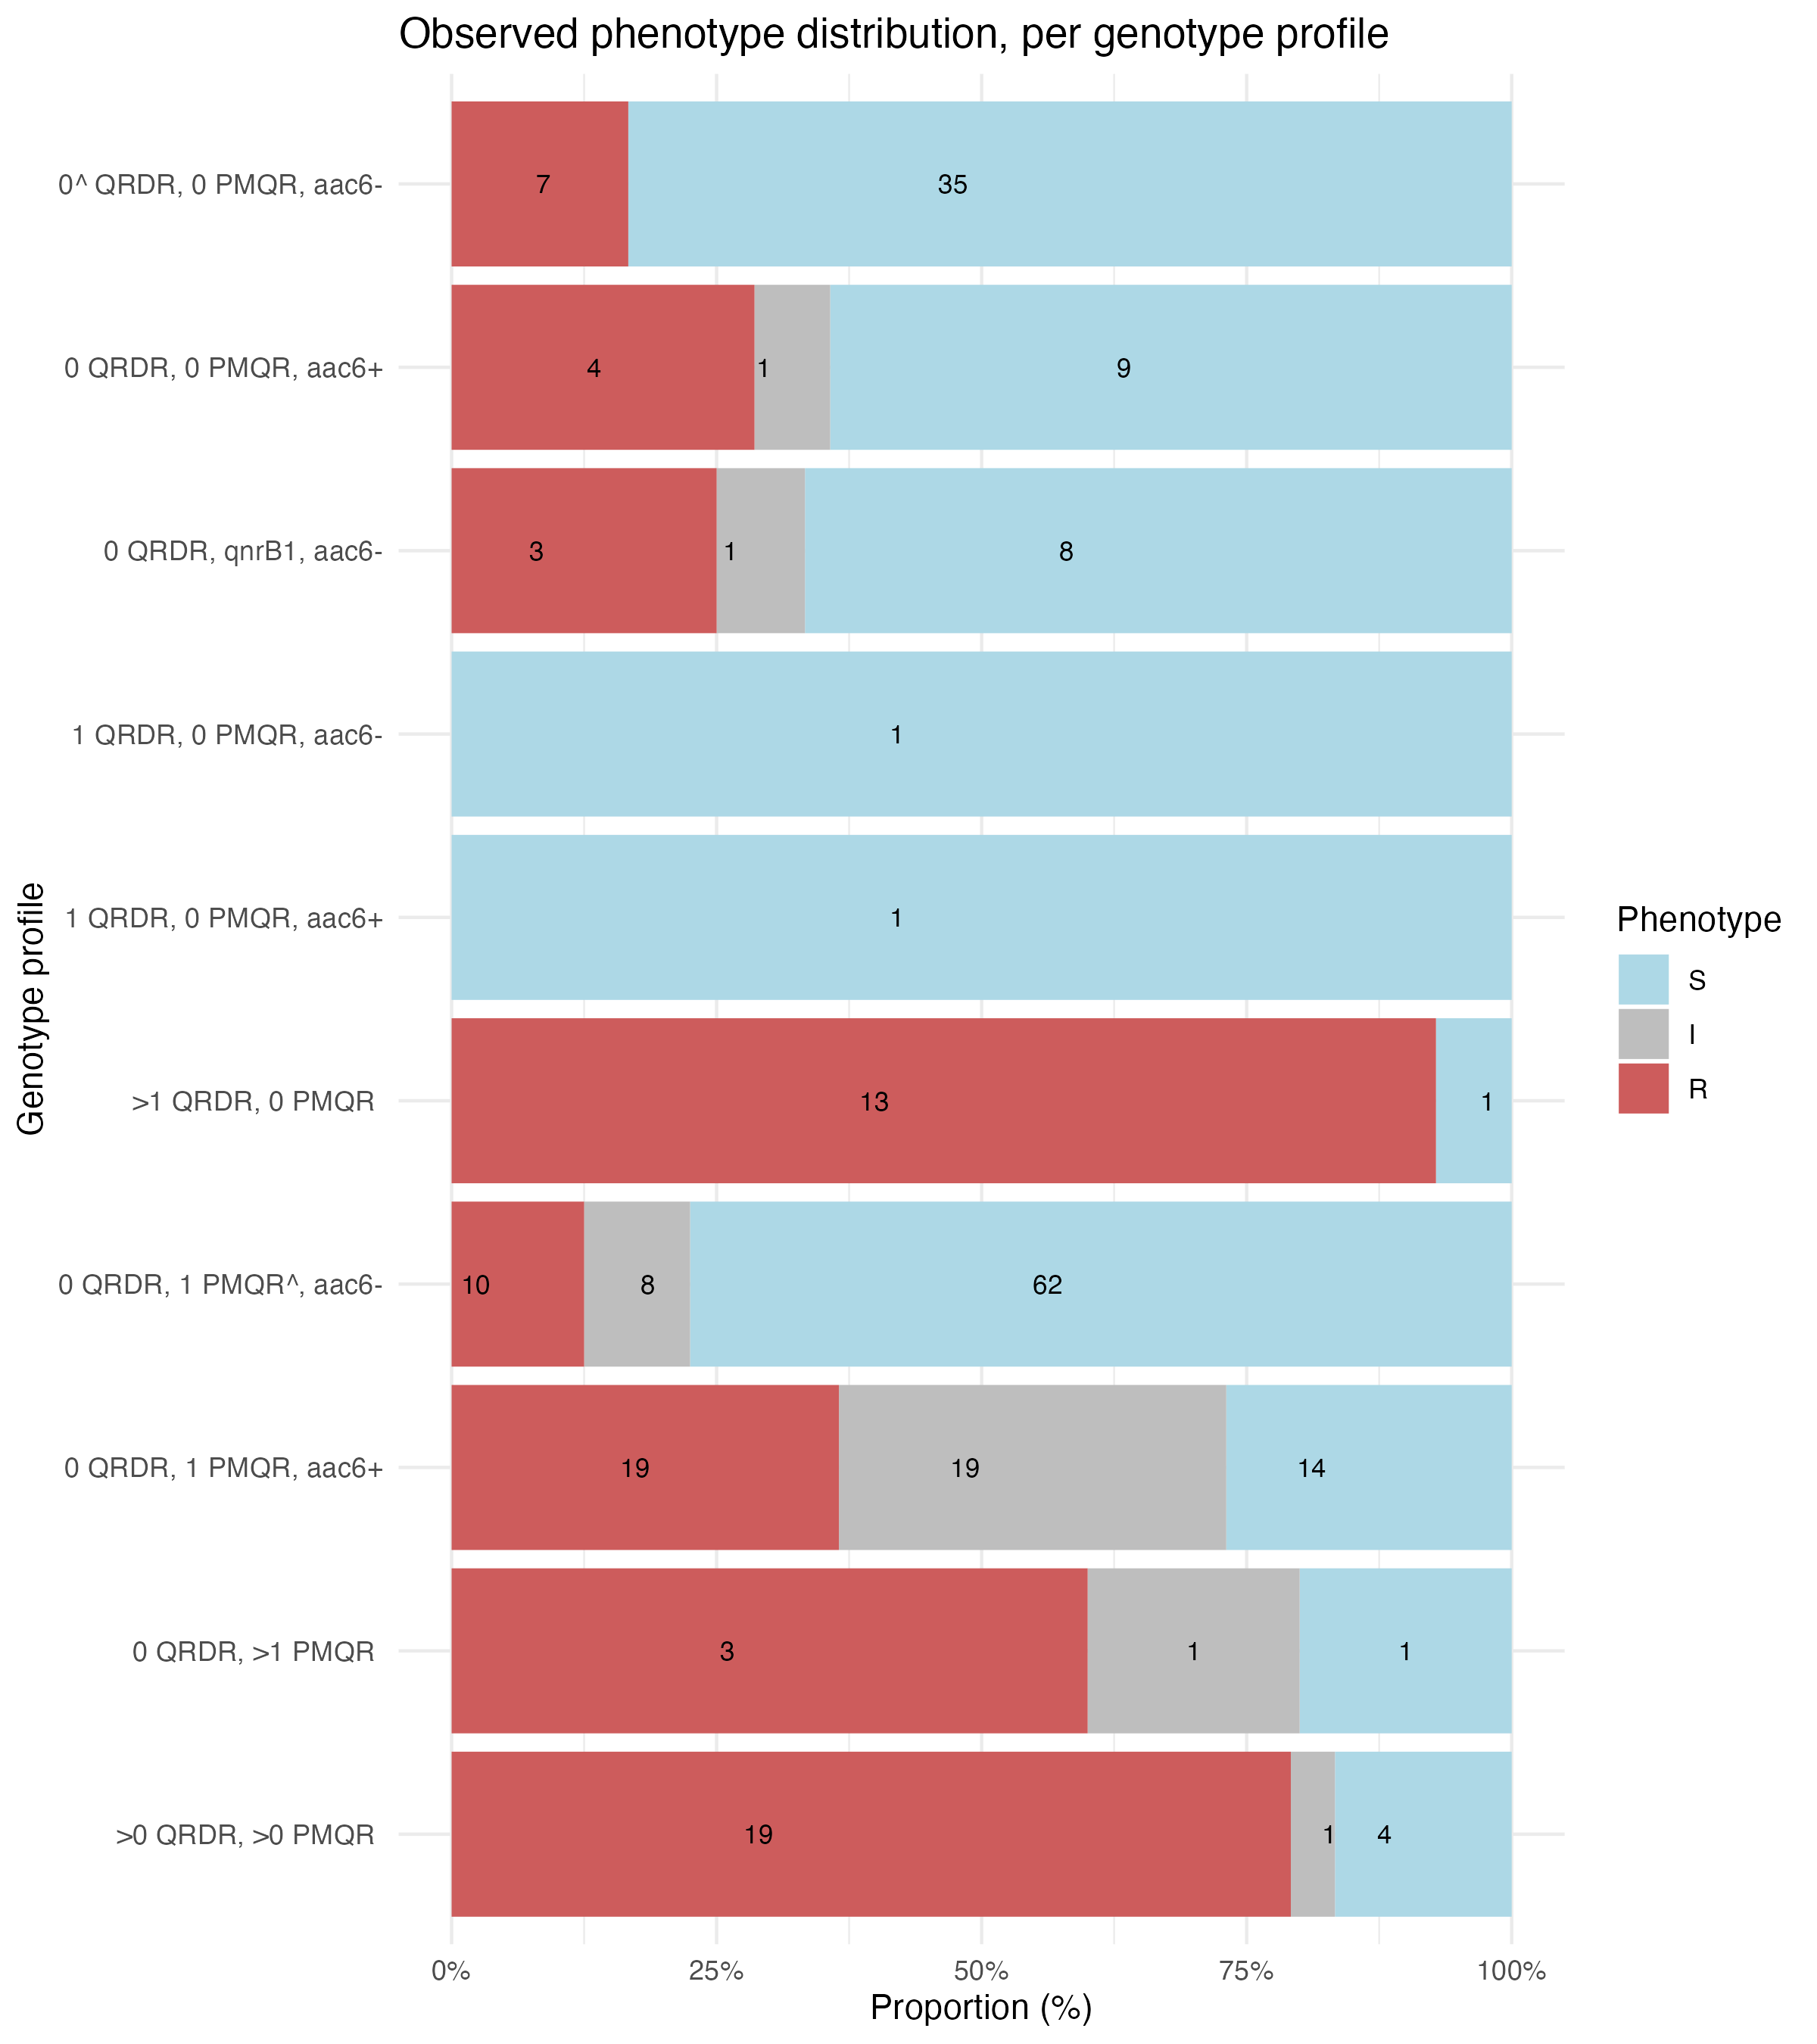 Observed phenotype distribution, per genotype profile
Genotype profile
0^ QRDR, 0 PMQR, aac6-
7 35
0 QRDR, 0 PMQR, aac6+
4 1 9
0 QRDR, qnrB1, aac6-
3 1 8
1 QRDR, 0 PMQR, aac6-
1
1 QRDR, 0 PMQR, aac6+
1
>1 QRDR, 0 PMQR
13 1
0 QRDR, 1 PMQR^, aac6-
10 8 62
0 QRDR, 1 PMQR, aac6+
19 19 14
0 QRDR, >1 PMQR
3 1 1
>0 QRDR, >0 PMQR
19 1 4
0% 25% 50% 75% 100%
Proportion (%)
Phenotype
S
I
R